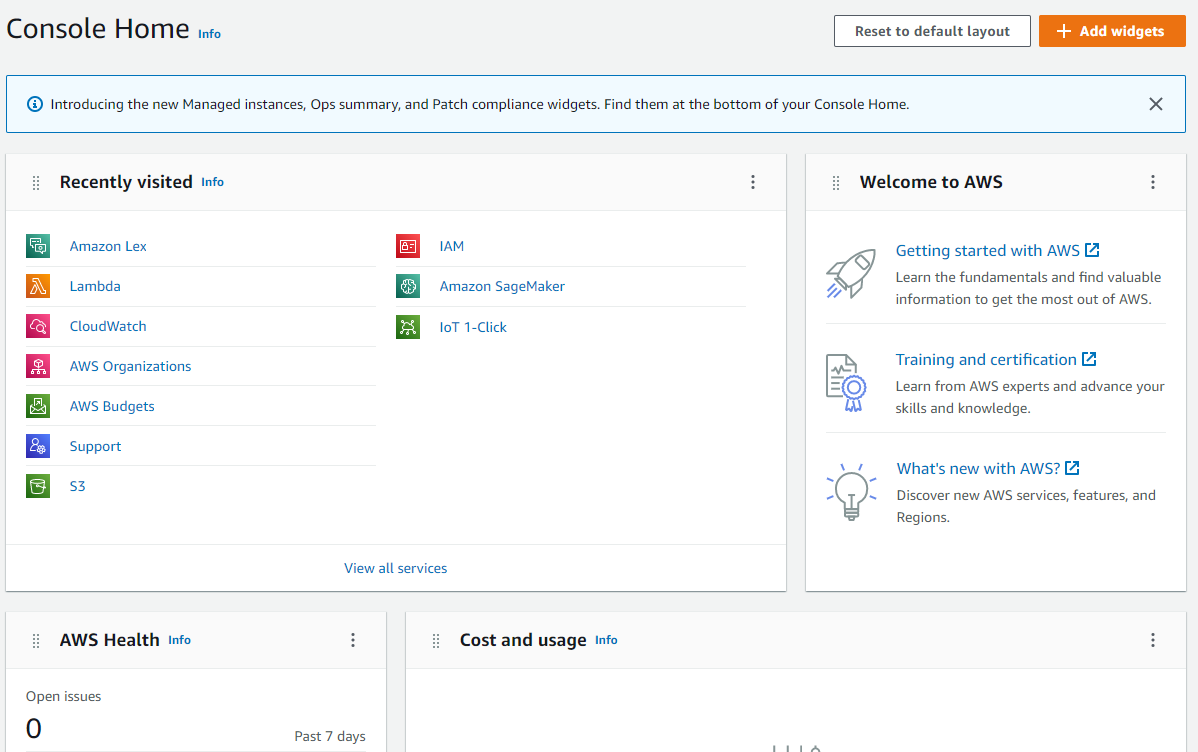 Console Home Info
Reset to default layout
Add widgets
Introducing the new Managed instances, Ops summary, and Patch compliance widgets. Find them at the bottom of your Console Home.
Recently visited Info
Amazon Lex
Lambda
CloudWatch
AWS Organizations
AWS Budgets
Support
S3
IAM
Amazon SageMaker
IoT 1-Click
View all services
Welcome to AWS
Getting started with AWS
Learn the fundamentals and find valuable
information to get the most out of AWS.
Training and certification
Learn from AWS experts and advance your
skills and knowledge.
What's new with AWS?
Discover new AWS services, features, and
Regions.
AWS Health Info
Open issues
0
Past 7 days
Cost and usage Info